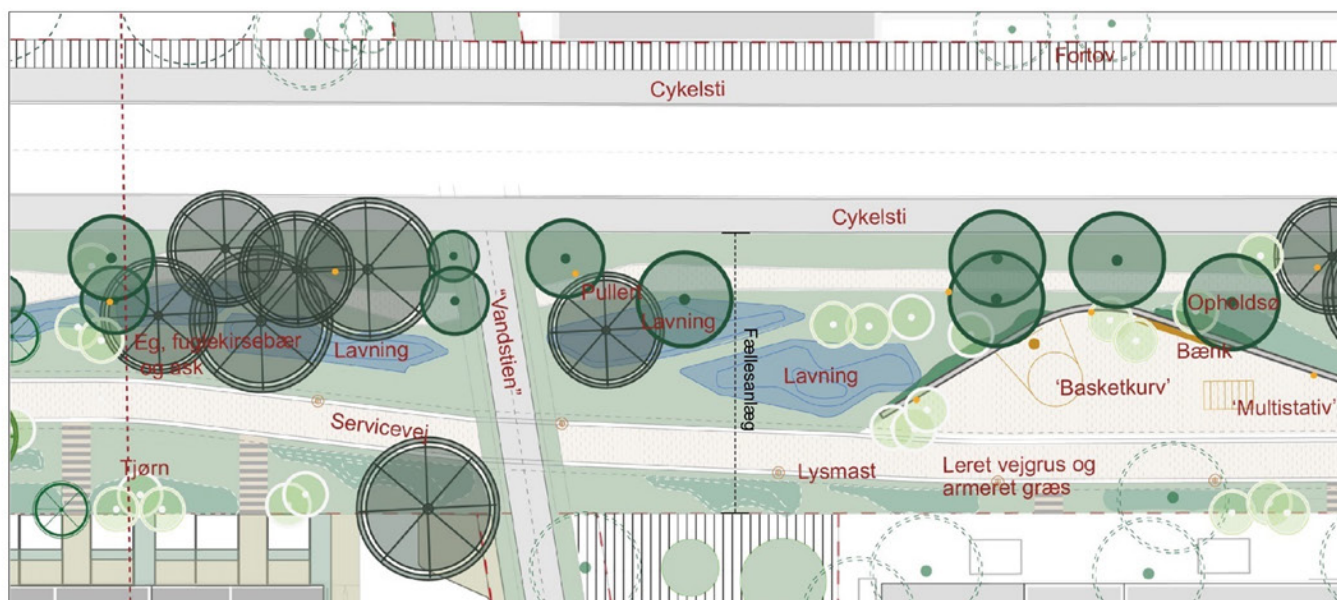 Fortov
Cykelsti
Cykelsti
Pullert
Opholdsø
Lavning
Eg, fuglekirsebær
og ask
Lavning
"Vandstien"
Fællesanlæg
Bænk
Lavning
'Basketkurv'
'Multistativ'
Servicevej
Tjørn
Lysmast
Leret vejgrus og
armeret græs